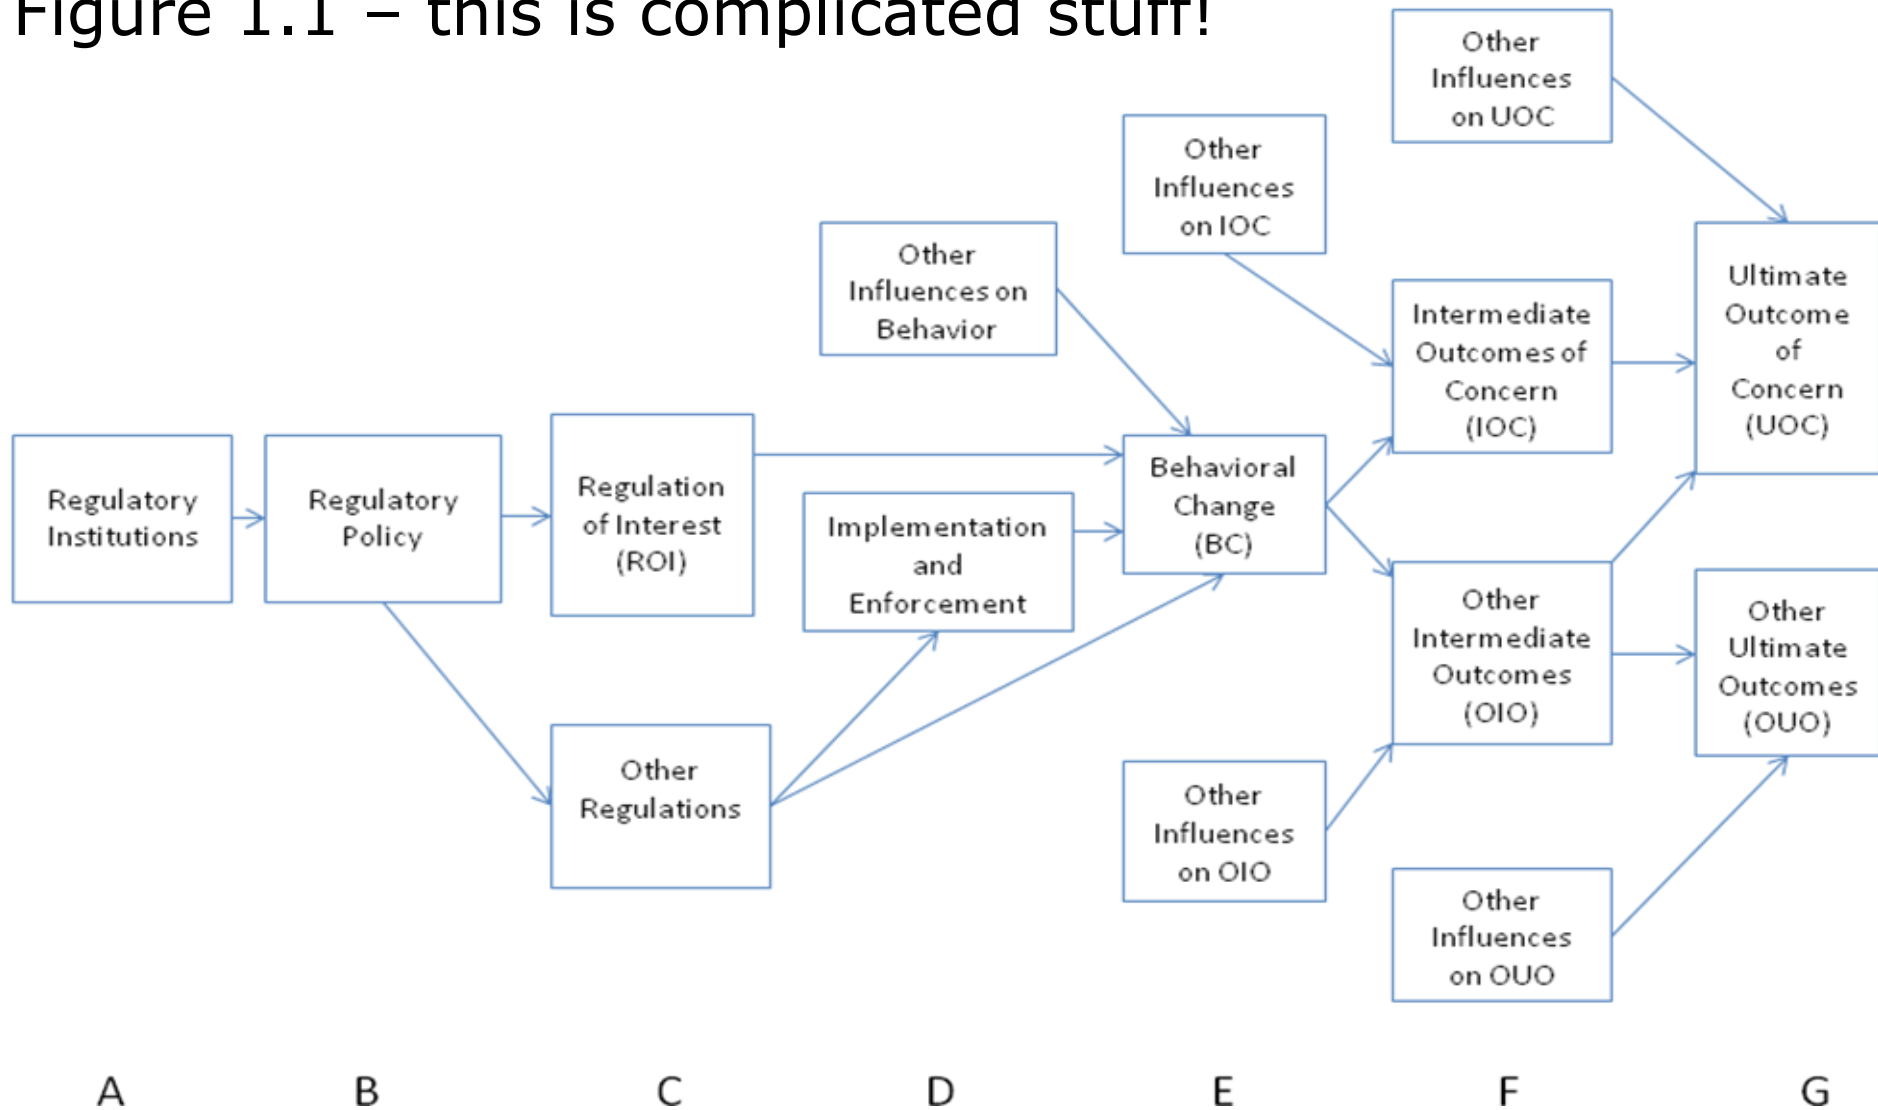 Figure 1.1 – this is complicated stuff!
Other
Influences
on UOC
Other
Influences
on IOC
Other
Influences on
Behavior
Intermediate
Outcomes of
Concern
(IOC)
Ultimate
Outcome
of
Concern
(UOC)
Regulatory
Institutions
Regulatory
Policy
Regulation
of Interest
(ROI)
Implementation
and
Enforcement
Behavioral
Change
(BC)
Other
Intermediate
Outcomes
(OIO)
Other
Ultimate
Outcomes
(OUO)
Other
Regulations
Other
Influences
on OIO
Other
Influences
on OUO
A B C D E F G